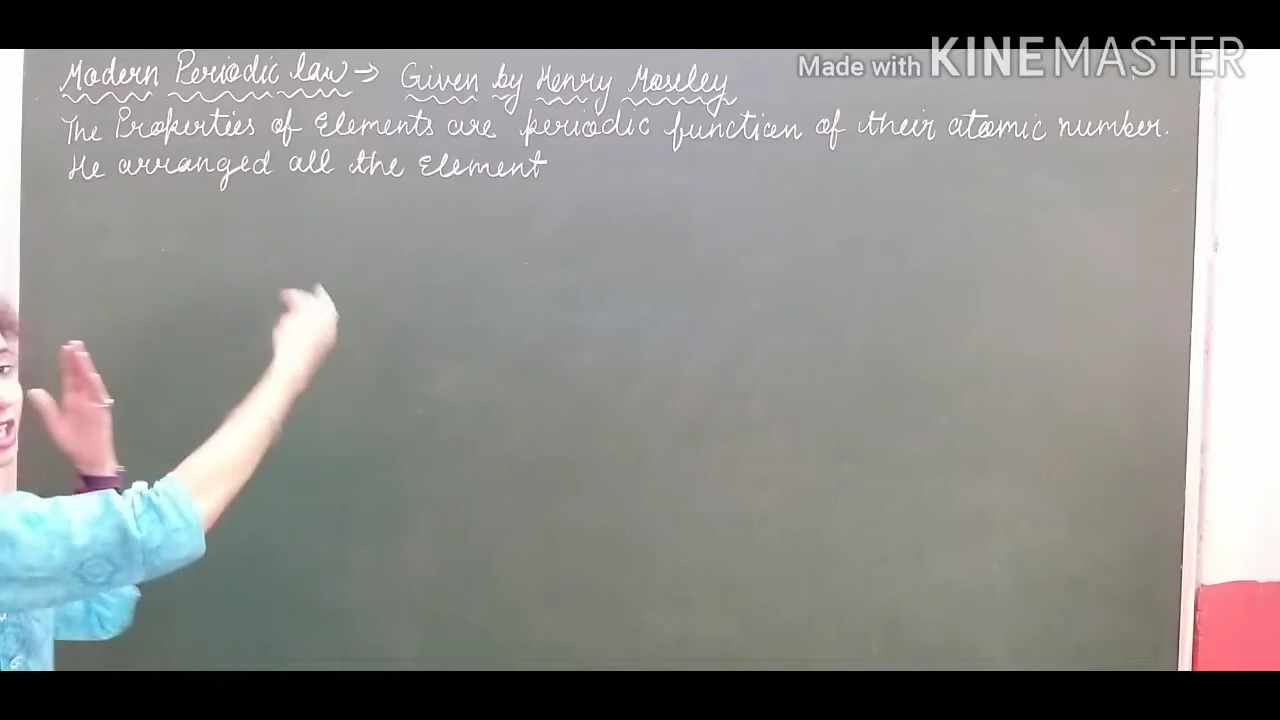 Made with KINEMASTER
Modern Periodic law → Given by Henry Moseley
The Properties of Elements are periodic function of their atomic number.
He arranged all the Element